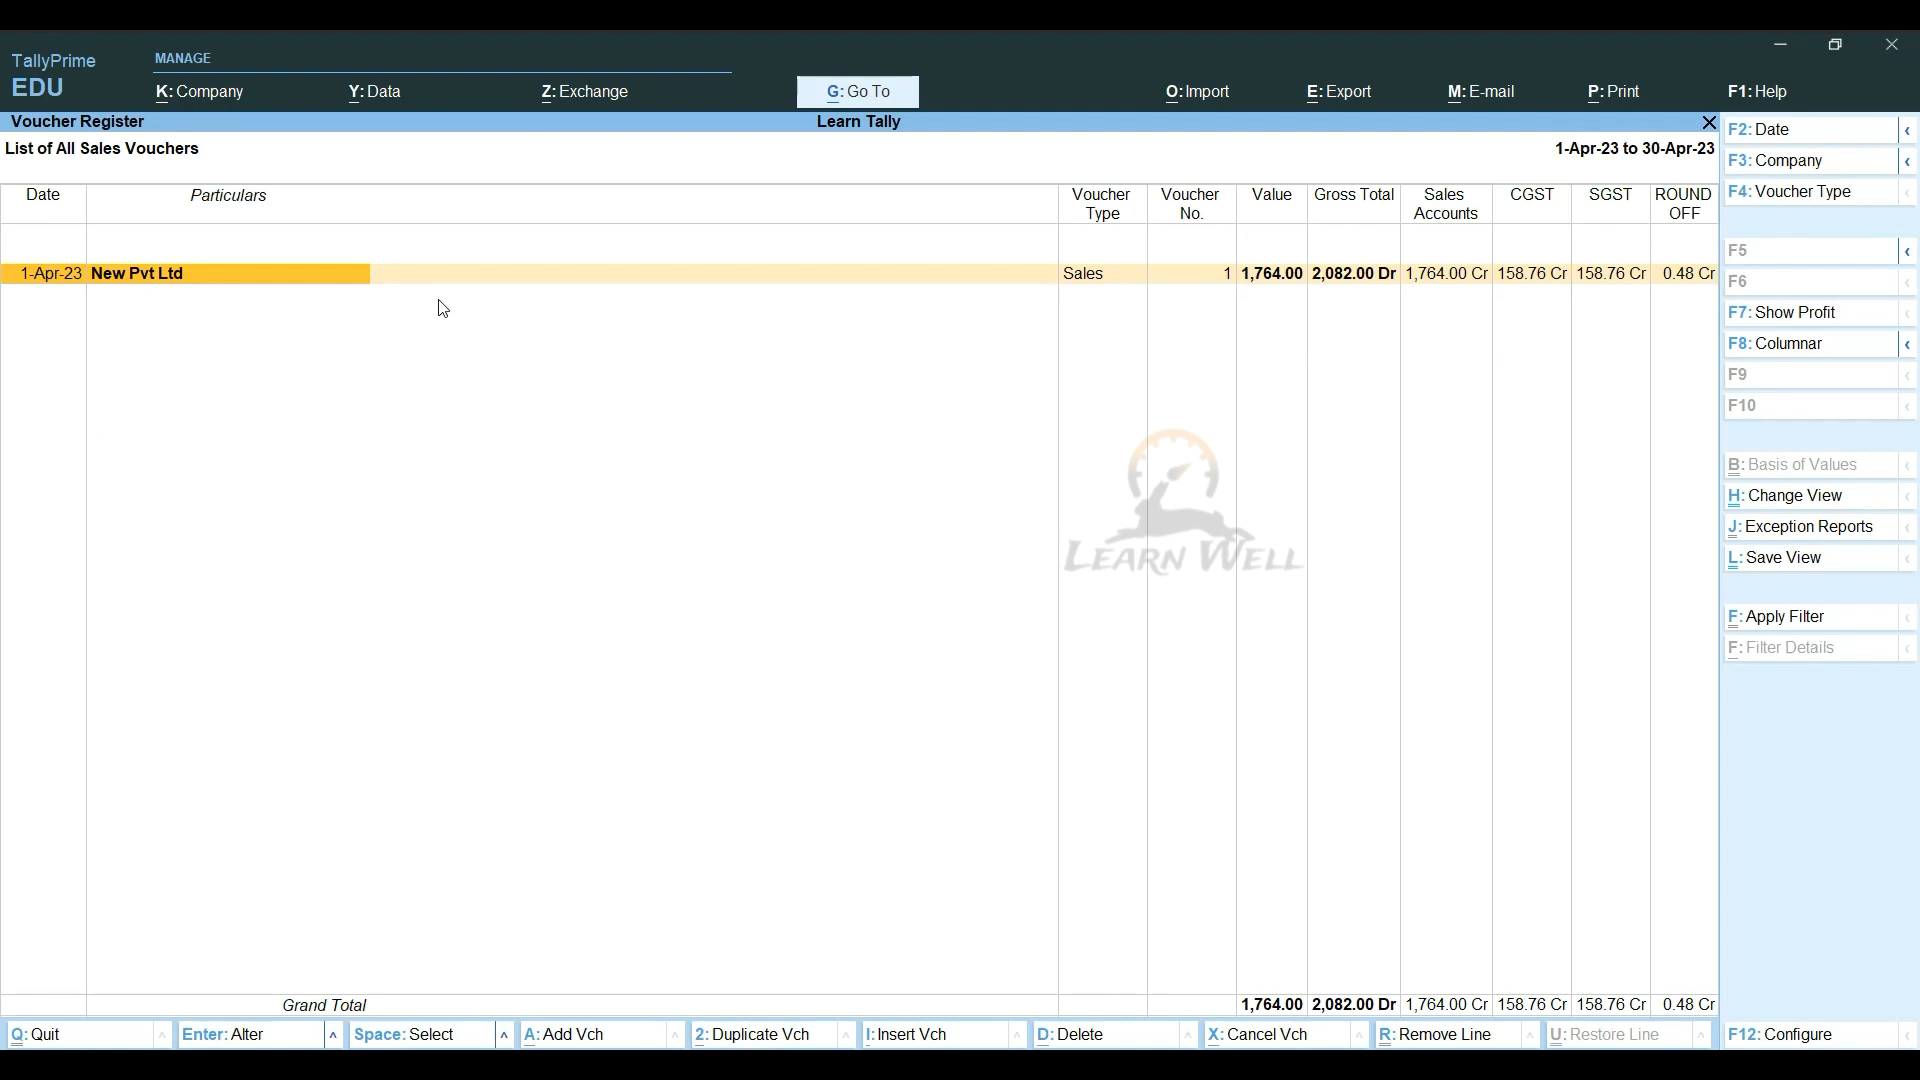 TallyPrime
EDU
MANAGE
K: Company
Y: Data
Z: Exchange
G: Go To
O: Import
E: Export
M: E-mail
P: Print
F1: Help
Voucher Register
Learn Tally
List of All Sales Vouchers
1-Apr-23 to 30-Apr-23
Date Particulars Voucher Type Voucher No. Value Gross Total Sales Accounts CGST SGST ROUND OFF
1-Apr-23 New Pvt Ltd Sales 1 1,764.00 2,082.00 Dr 1,764.00 Cr 158.76 Cr 158.76 Cr 0.48 Cr
LEARN WELL
Grand Total 1,764.00 2,082.00 Dr 1,764.00 Cr 158.76 Cr 158.76 Cr 0.48 Cr
F2: Date
F3: Company
F4: Voucher Type
F5
F6
F7: Show Profit
F8: Columnar
F9
F10
B: Basis of Values
H: Change View
J: Exception Reports
L: Save View
F: Apply Filter
F: Filter Details
Q: Quit
Enter: Alter
Space: Select
A: Add Vch
2: Duplicate Vch
I: Insert Vch
D: Delete
X: Cancel Vch
R: Remove Line
U: Restore Line
F12: Configure